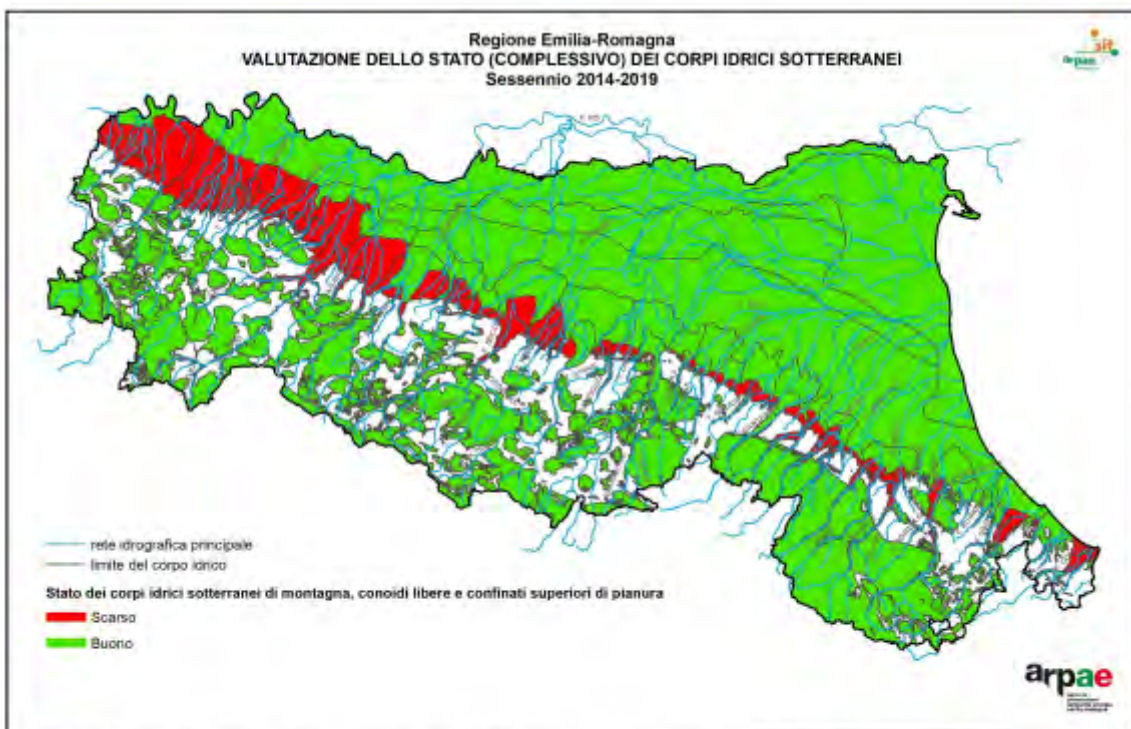 Regione Emilia-Romagna
VALUTAZIONE DELLO STATO (COMPLESSIVO) DEI CORPI IDRICI SOTTERRANEI
Sessennio 2014-2019
arpae
rete idrografica principale
limite del corpo idrico
Stato dei corpi idrici sotterranei di montagna, conoidi libere e confinati superiori di pianura
Scarso
Buono
arpae